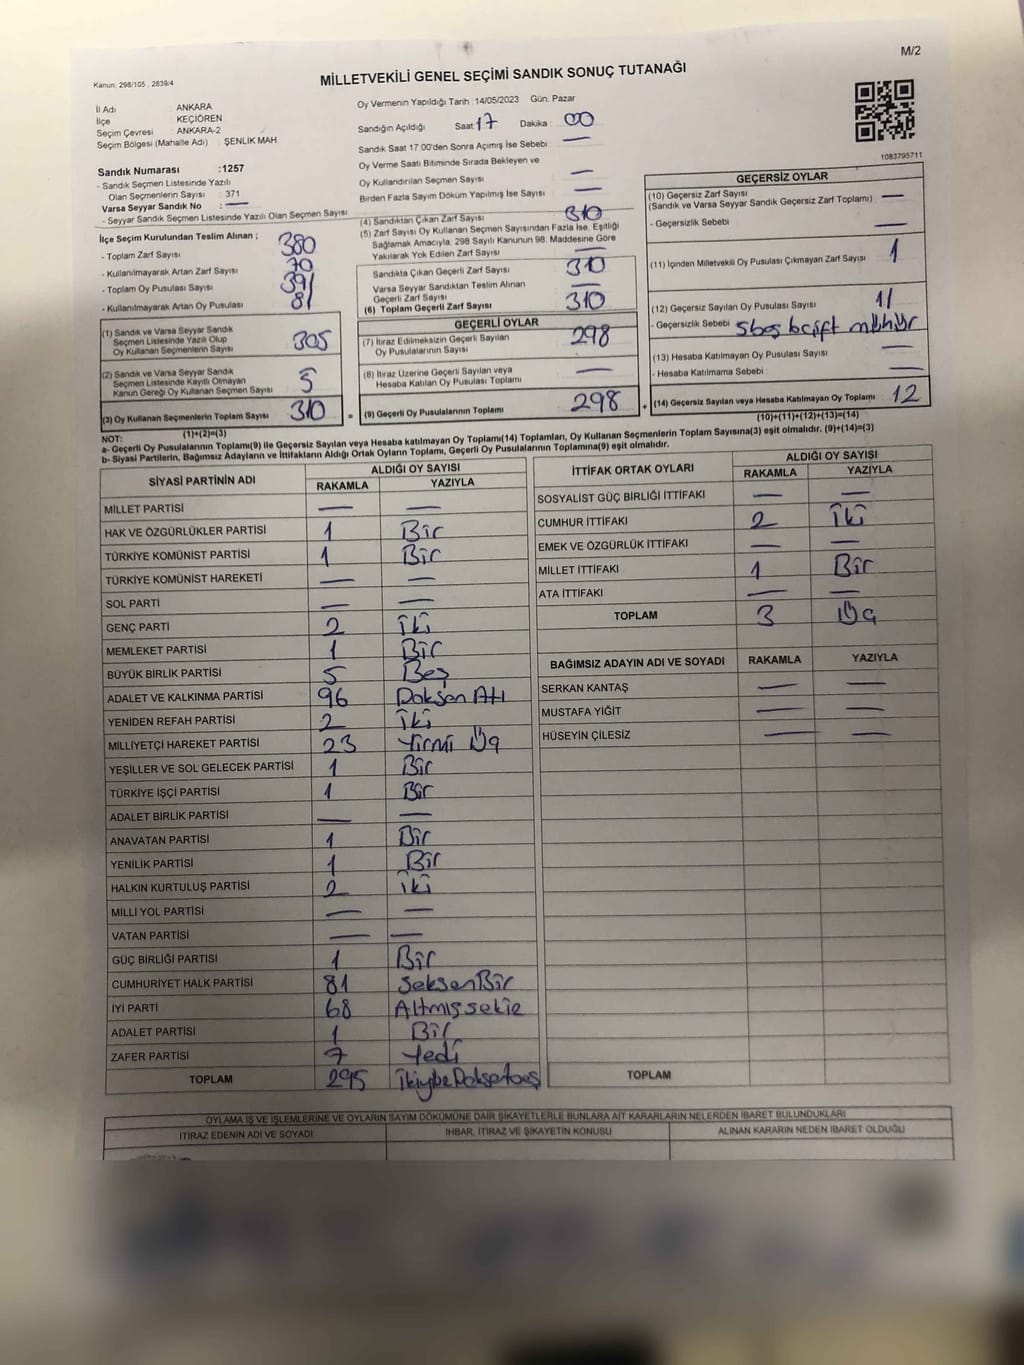 M/2
Kanun: 298/105 , 2839/4
MİLLETVEKİLİ GENEL SEÇİMİ SANDIK SONUÇ TUTANAĞI
İl Adı : ANKARA
İlçe : KEÇİÖREN
Seçim Çevresi : ANKARA-2
Seçim Bölgesi (Mahalle Adı) : ŞENLİK MAH
Sandık Numarası :1257
- Sandık Seçmen Listesinde Yazılı
Olan Seçmenlerin Sayısı : 371
Varsa Seyyar Sandık No : —
- Seyyar Sandık Seçmen Listesinde Yazılı Olan Seçmen Sayısı
İlçe Seçim Kurulundan Teslim Alınan ;
- Toplam Zarf Sayısı 380
- Kullanılmayarak Artan Zarf Sayısı 70
- Toplam Oy Pusulası Sayısı 391
- Kullanılmayarak Artan Oy Pusulası 81
(1) Sandık ve Varsa Seyyar Sandık
Seçmen Listesinde Yazılı Olup
Oy Kullanan Seçmenlerin Sayısı 305
(2) Sandık ve Varsa Seyyar Sandık
Seçmen Listesinde Kayıtlı Olmayan
Kanun Gereği Oy Kullanan Seçmen Sayısı 5
(3) Oy Kullanan Seçmenlerin Toplam Sayısı 310
(1)+(2)=(3)
Oy Vermenin Yapıldığı Tarih : 14/05/2023 Gün: Pazar
Sandığın Açıldığı Saat: 17 Dakika : 00
Sandık Saat 17:00'den Sonra Açımış İse Sebebi : —
Oy Verme Saati Bitiminde Sırada Bekleyen ve
Oy Kullandırılan Seçmen Sayısı —
Birden Fazla Sayım Döküm Yapılmış İse Sayısı —
(4) Sandıktan Çıkan Zarf Sayısı 310
(5) Zarf Sayısı Oy Kullanan Seçmen Sayısından Fazla İse, Eşitliği
Sağlamak Amacıyla, 298 Sayılı Kanunun 98. Maddesine Göre
Yakılarak Yok Edilen Zarf Sayısı —
Sandıkta Çıkan Geçerli Zarf Sayısı 310
Varsa Seyyar Sandıktan Teslim Alınan
Geçerli Zarf Sayısı —
(6) Toplam Geçerli Zarf Sayısı 310
GEÇERLİ OYLAR
(7) İtiraz Edilmeksizin Geçerli Sayılan
Oy Pusulalarının Sayısı 298
(8) İtiraz Üzerine Geçerli Sayılan veya
Hesaba Katılan Oy Pusulası Toplamı —
= (9) Geçerli Oy Pusulalarının Toplamı 298
1083795711
GEÇERSİZ OYLAR
(10) Geçersiz Zarf Sayısı —
(Sandık ve Varsa Seyyar Sandık Geçersiz Zarf Toplamı)
- Geçersizlik Sebebi : —
(11) İçinden Milletvekili Oy Pusulası Çıkmayan Zarf Sayısı 1
(12) Geçersiz Sayılan Oy Pusulası Sayısı 11
- Geçersizlik Sebebi : 5boş 6çift mühür
(13) Hesaba Katılmayan Oy Pusulası Sayısı —
- Hesaba Katılmama Sebebi : —
+ (14) Geçersiz Sayılan veya Hesaba Katılmayan Oy Toplamı 12
(10)+(11)+(12)+(13)=(14)
NOT:
a- Geçerli Oy Pusulalarının Toplamı(9) ile Geçersiz Sayılan veya Hesaba katılmayan Oy Toplamı(14) Toplamları, Oy Kullanan Seçmenlerin Toplam Sayısına(3) eşit olmalıdır. (9)+(14)=(3)
b- Siyasi Partilerin, Bağımsız Adayların ve İttifakların Aldığı Ortak Oyların Toplamı, Geçerli Oy Pusulalarının Toplamına(9) eşit olmalıdır.
SİYASİ PARTİNİN ADI ALDIĞI OY SAYISI
RAKAMLA YAZIYLA
MİLLET PARTİSİ — —
HAK VE ÖZGÜRLÜKLER PARTİSİ 1 Bir
TÜRKİYE KOMÜNİST PARTİSİ 1 Bir
TÜRKİYE KOMÜNİST HAREKETİ — —
SOL PARTİ — —
GENÇ PARTİ 2 İki
MEMLEKET PARTİSİ 1 Bir
BÜYÜK BİRLİK PARTİSİ 5 Beş
ADALET VE KALKINMA PARTİSİ 96 Doksan Altı
YENİDEN REFAH PARTİSİ 2 İki
MİLLİYETÇİ HAREKET PARTİSİ 23 Yirmi Üç
YEŞİLLER VE SOL GELECEK PARTİSİ 1 Bir
TÜRKİYE İŞÇİ PARTİSİ 1 Bir
ADALET BİRLİK PARTİSİ — —
ANAVATAN PARTİSİ 1 Bir
YENİLİK PARTİSİ 1 Bir
HALKIN KURTULUŞ PARTİSİ 2 İki
MİLLİ YOL PARTİSİ — —
VATAN PARTİSİ — —
GÜÇ BİRLİĞİ PARTİSİ 1 Bir
CUMHURİYET HALK PARTİSİ 81 SeksenBir
İYİ PARTİ 68 Altmışsekiz
ADALET PARTİSİ 1 Bir
ZAFER PARTİSİ 7 Yedi
TOPLAM 295
İTTİFAK ORTAK OYLARI ALDIĞI OY SAYISI
RAKAMLA YAZIYLA
SOSYALİST GÜÇ BİRLİĞİ İTTİFAKI — —
CUMHUR İTTİFAKI 2 İki
EMEK VE ÖZGÜRLÜK İTTİFAKI — —
MİLLET İTTİFAKI 1 Bir
ATA İTTİFAKI — —
TOPLAM 3 Üç
BAĞIMSIZ ADAYIN ADI VE SOYADI RAKAMLA YAZIYLA
SERKAN KANTAŞ — —
MUSTAFA YİĞİT — —
HÜSEYİN ÇİLESİZ — —
TOPLAM
OYLAMA İŞ VE İŞLEMLERİNE VE OYLARIN SAYIM DÖKÜMÜNE DAİR ŞİKAYETLERLE BUNLARA AİT KARARLARIN NELERDEN İBARET BULUNDUKLARI
İTİRAZ EDENİN ADI VE SOYADI İHBAR, İTİRAZ VE ŞİKAYETİN KONUSU ALINAN KARARIN NEDEN İBARET OLDUĞU